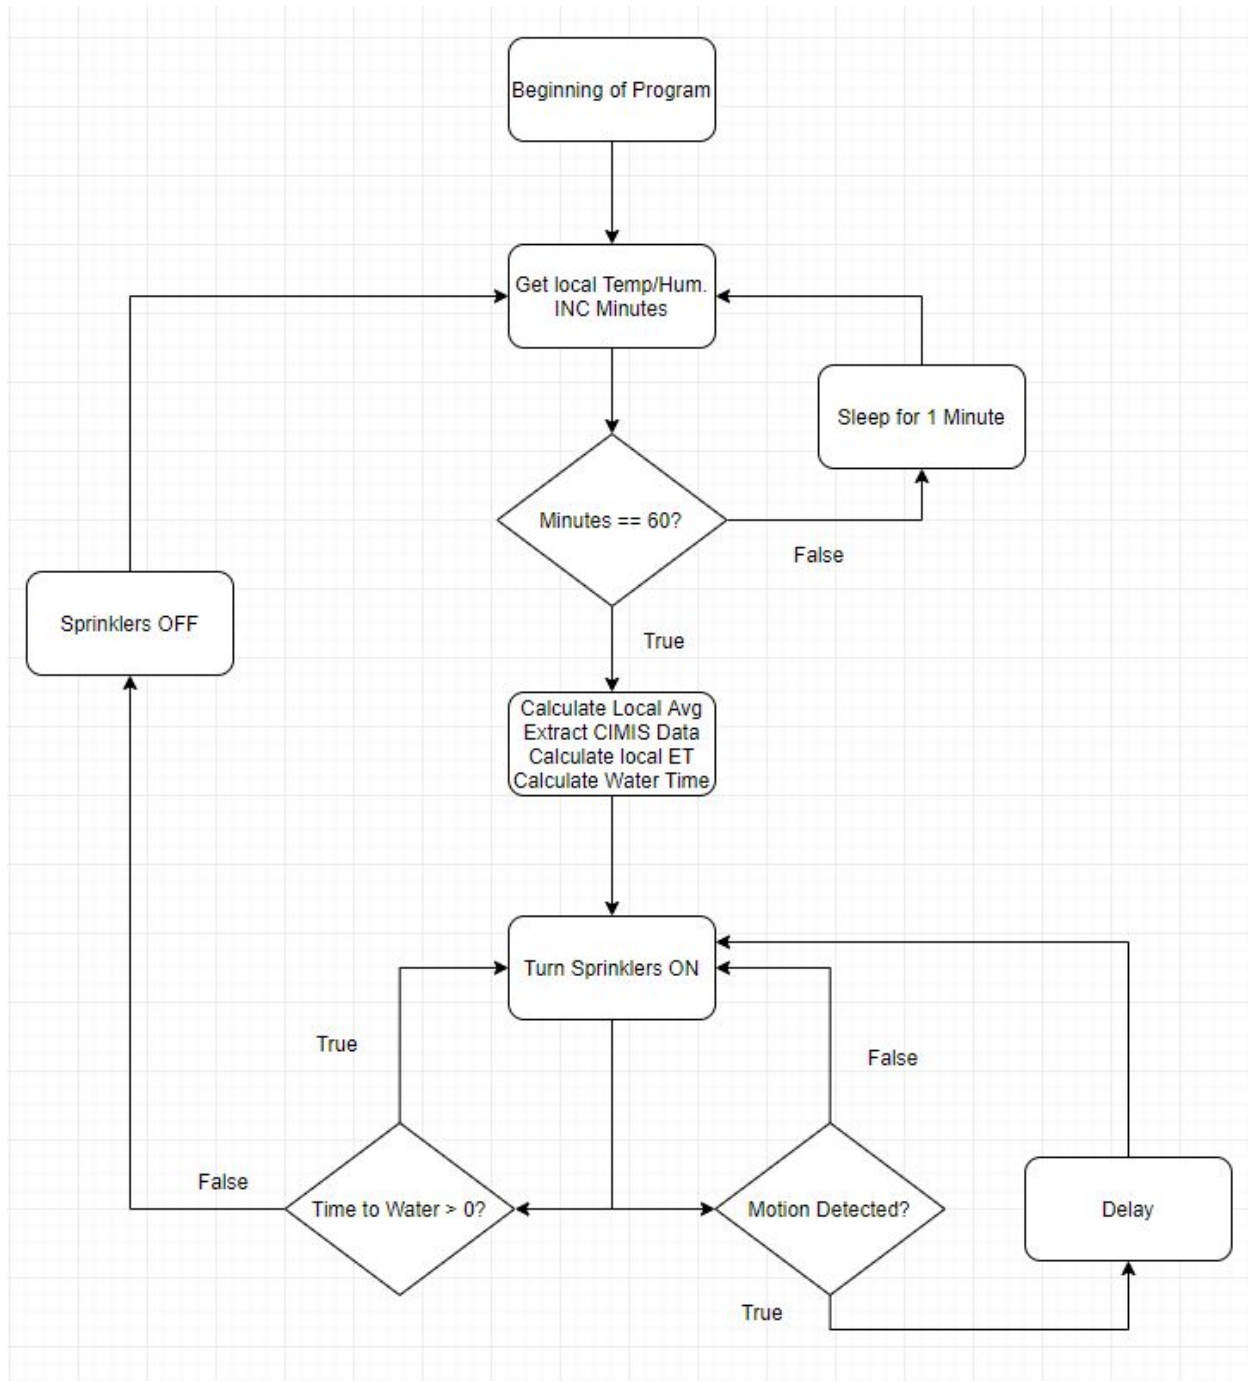 Beginning of Program
Get local Temp/Hum.
INC Minutes
Sleep for 1 Minute
Minutes == 60?
False
Sprinklers OFF
True
Calculate Local Avg
Extract CIMIS Data
Calculate local ET
Calculate Water Time
Turn Sprinklers ON
True
False
False
Time to Water > 0?
Motion Detected?
Delay
True